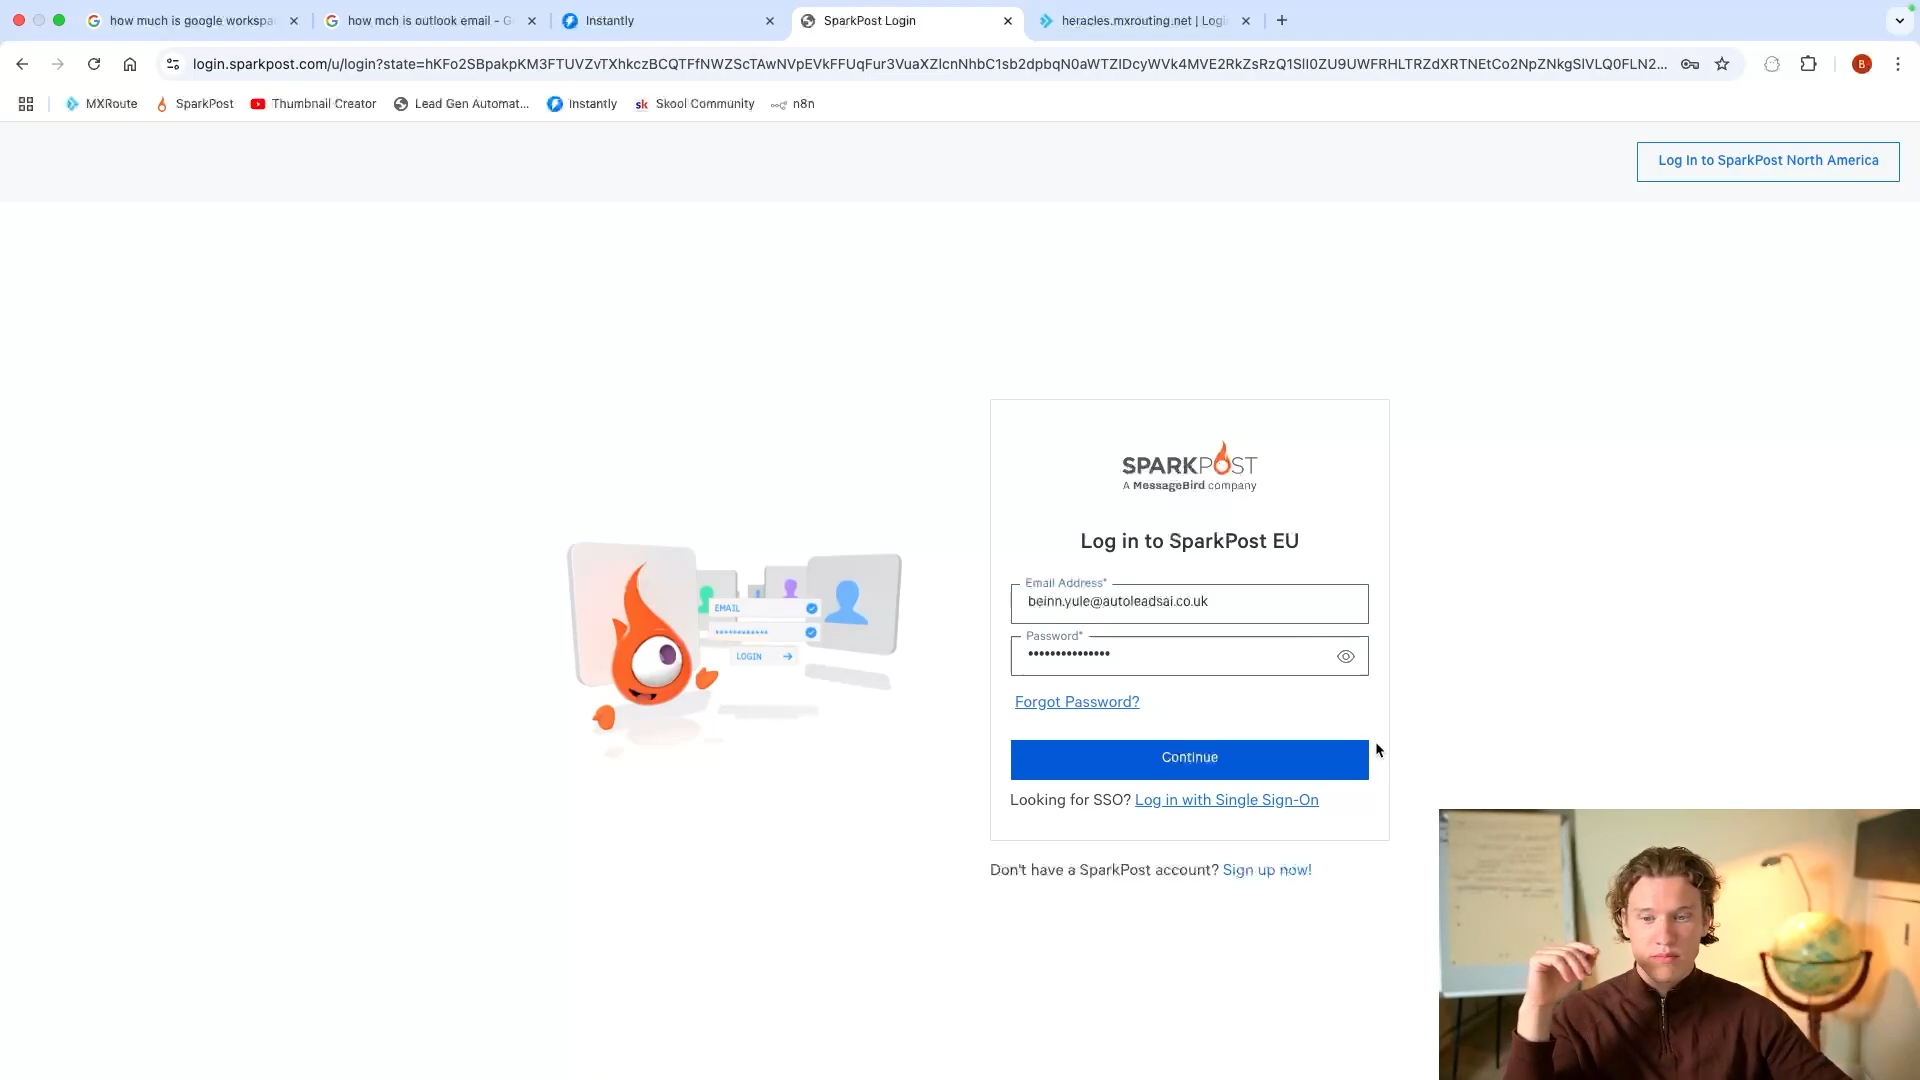 how much is google workspa
how mch is outlook email - G
Instantly
SparkPost Login
heracles.mxrouting.net | Logi
login.sparkpost.com/u/login?state=hKFo2SBpakpKM3FTUVZvTXhkczBCQTFfNWZScTAwNVpEVkFFUqFur3VuaXZlcnNhbC1sb2dpbqN0aWTZIDcyWVk4MVE2RkZsRzQ1SlI0ZU9UWFRHLTRZdXRTNEtCo2NpZNkgSlVLQ0FLN2...
B
MXRoute
SparkPost
Thumbnail Creator
Lead Gen Automat...
Instantly
sk Skool Community
n8n
Log In to SparkPost North America
SPARKPOST
A MessageBird company
Log in to SparkPost EU
Email Address*
beinn.yule@autoleadsai.co.uk
Password*
•••••••••••••••
Forgot Password?
Continue
Looking for SSO? Log in with Single Sign-On
Don't have a SparkPost account? Sign up now!
EMAIL
************
LOGIN